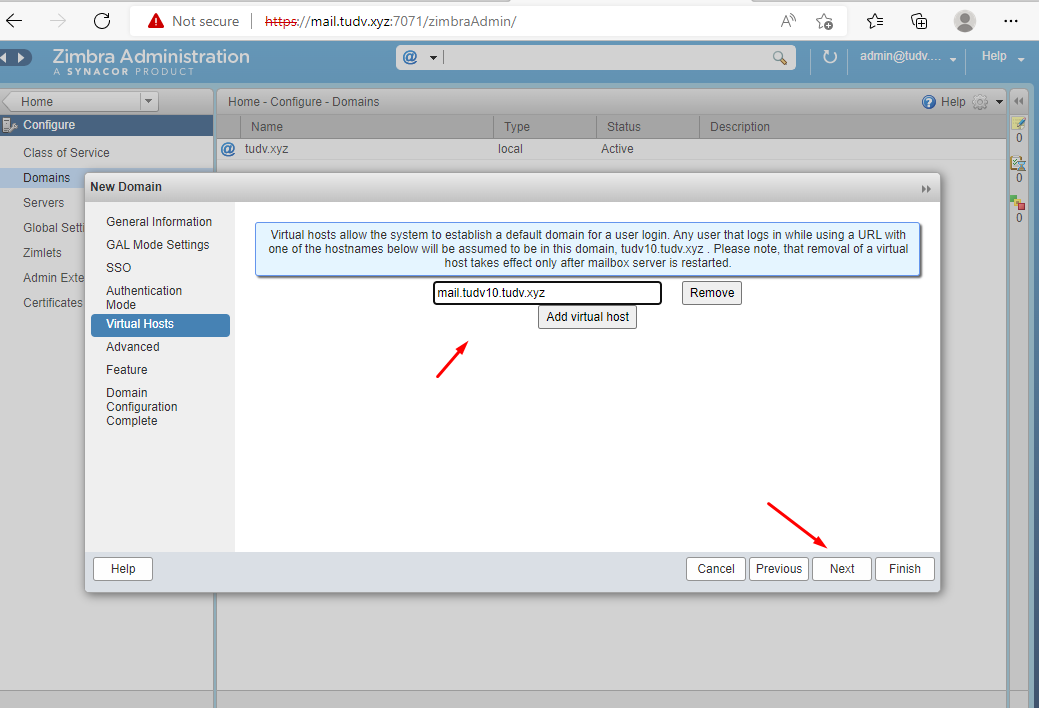 Not secure
https://mail.tudv.xyz:7071/zimbraAdmin/
Zimbra Administration
A SYNACOR PRODUCT
@
admin@tudv....
Help
Home
Home - Configure - Domains
Help
Configure
Name
Type
Status
Description
Class of Service
@ tudv.xyz
local
Active
0
Domains
0
Servers
0
Global Setti
Zimlets
Admin Exte
Certificates
New Domain
General Information
GAL Mode Settings
SSO
Authentication
Mode
Virtual Hosts
Advanced
Feature
Domain
Configuration
Complete
Virtual hosts allow the system to establish a default domain for a user login. Any user that logs in while using a URL with
one of the hostnames below will be assumed to be in this domain, tudv10.tudv.xyz . Please note, that removal of a virtual
host takes effect only after mailbox server is restarted.
mail.tudv10.tudv.xyz
Remove
Add virtual host
Help
Cancel
Previous
Next
Finish